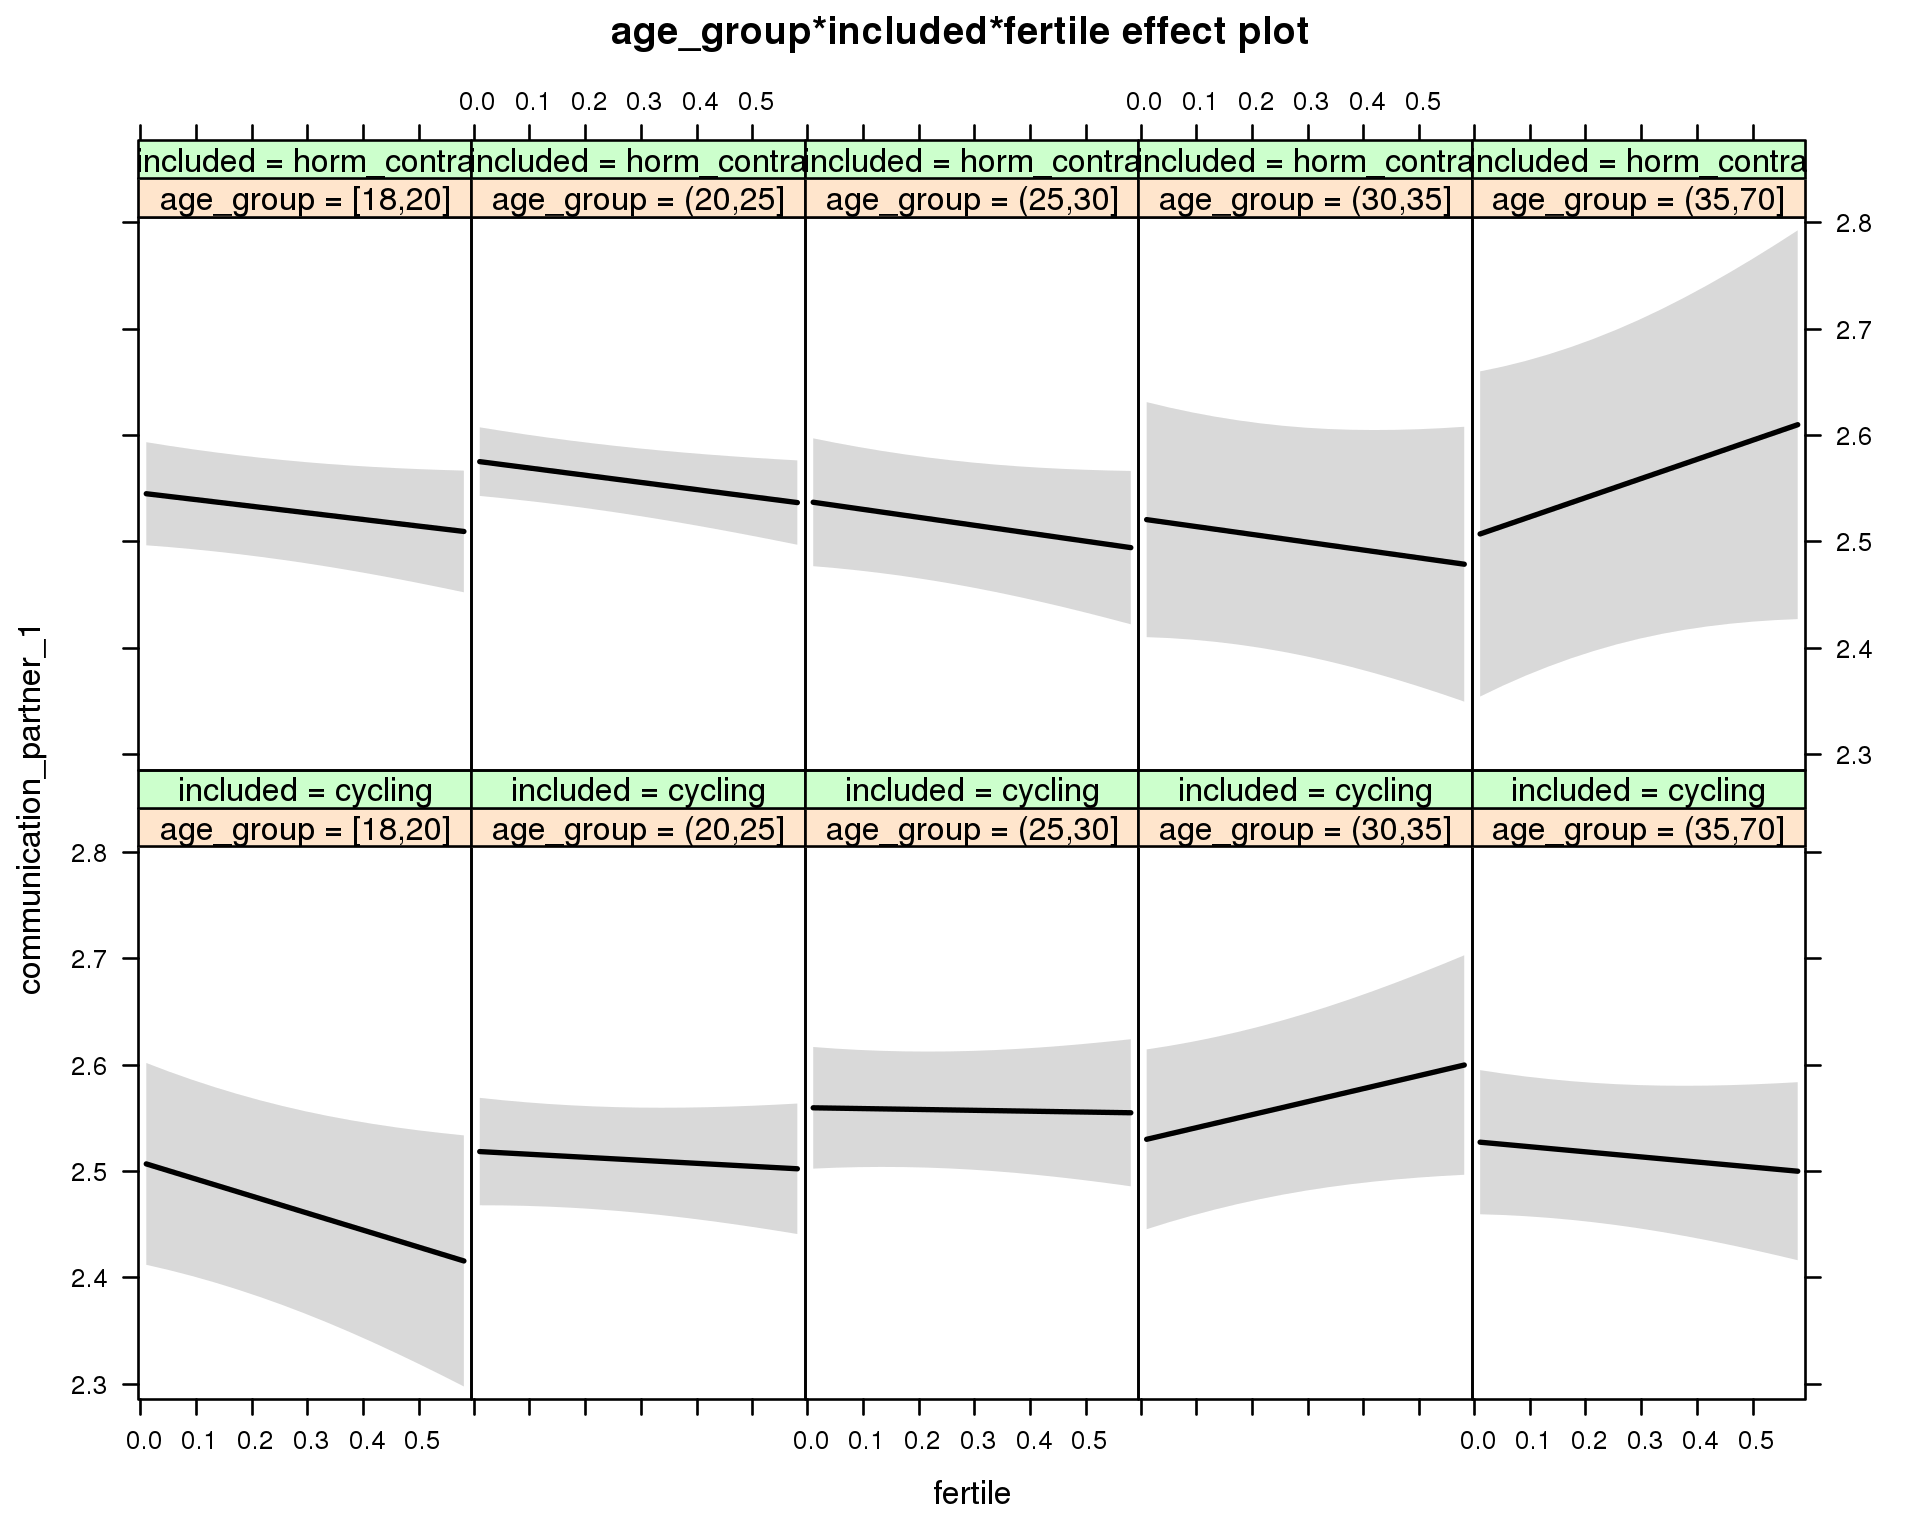 age_group*included*fertile effect plot
0.0 0.1 0.2 0.3 0.4 0.5 0.0 0.1 0.2 0.3 0.4 0.5
included = horm_contra included = horm_contra included = horm_contra included = horm_contra included = horm_contra
age_group = [18,20] age_group = (20,25] age_group = (25,30] age_group = (30,35] age_group = (35,70]
2.8
2.7
2.6
2.5
2.4
2.3
communication_partner_1
included = cycling included = cycling included = cycling included = cycling included = cycling
age_group = [18,20] age_group = (20,25] age_group = (25,30] age_group = (30,35] age_group = (35,70]
2.8
2.7
2.6
2.5
2.4
2.3
0.0 0.1 0.2 0.3 0.4 0.5 0.0 0.1 0.2 0.3 0.4 0.5 0.0 0.1 0.2 0.3 0.4 0.5
fertile